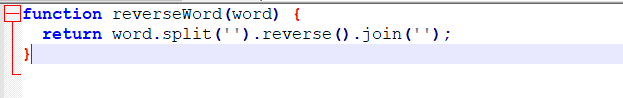 function reverseWord(word) {
  return word.split('').reverse().join('');
}